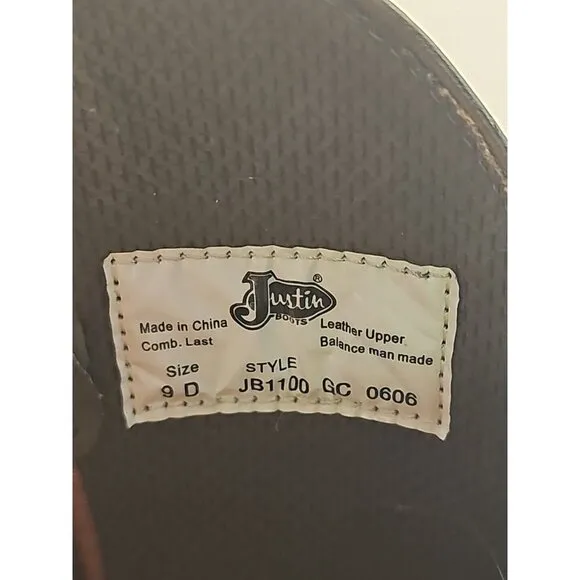 Justin®
BOOTS
Made in China
Comb. Last
Leather Upper
Balance man made
Size
9 D
STYLE
JB1100 GC 0606